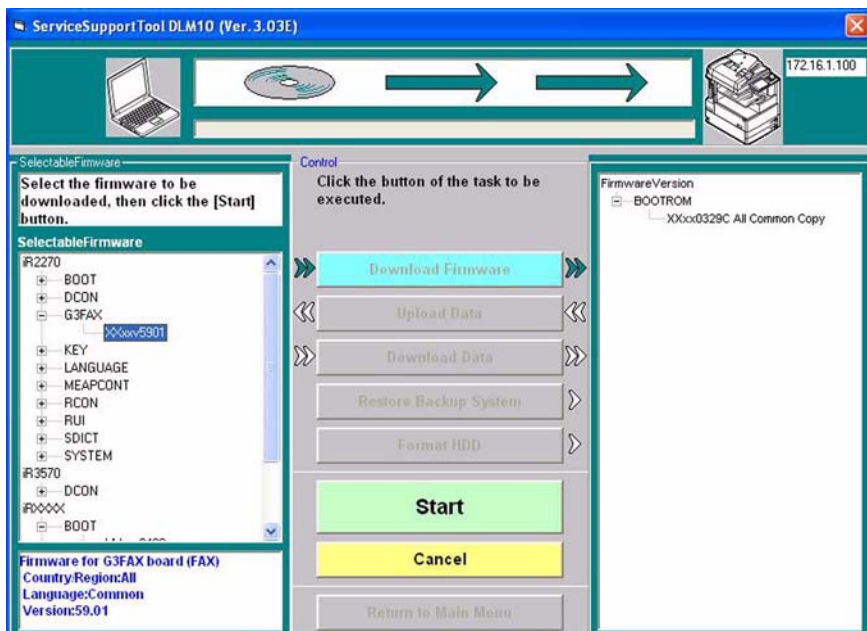 ServiceSupportTool DLM10 (Ver.3.03E)
172.16.1.100
SelectableFirmware
Select the firmware to be
downloaded, then click the [Start]
button.
SelectableFirmware
iR2270
BOOT
DCON
G3FAX
XXxxv5901
KEY
LANGUAGE
MEAPCONT
RCON
RUI
SDICT
SYSTEM
iR3570
DCON
iRXXXX
BOOT
Firmware for G3FAX board (FAX)
Country:Region:All
Language:Common
Version:59.01
Control
Click the button of the task to be
executed.
Download Firmware
Upload Data
Download Data
Restore Backup System
Format HDD
Start
Cancel
Return to Main Menu
FirmwareVersion
BOOTROM
XXxx0329C All Common Copy